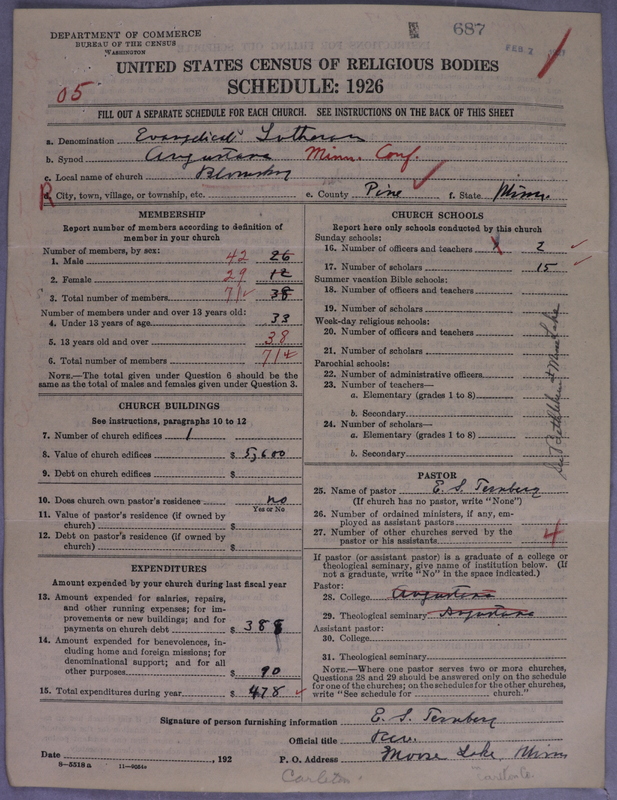 DEPARTMENT OF COMMERCE
BUREAU OF THE CENSUS
WASHINGTON
687
FEB 2
UNITED STATES CENSUS OF RELIGIOUS BODIES
SCHEDULE: 1926
05
FILL OUT A SEPARATE SCHEDULE FOR EACH CHURCH. SEE INSTRUCTIONS ON THE BACK OF THIS SHEET
a. Denomination Evangelical Lutheran
b. Synod Augustana Minn. Conf.
c. Local name of church
R
d. City, town, village, or township, etc. e. County Pine f. State Minn.
MEMBERSHIP
Report number of members according to definition of member in your church
Number of members, by sex:
1. Male 42 26
2. Female 29 12
3. Total number of members 71 38
Number of members under and over 13 years old:
4. Under 13 years of age 33
5. 13 years old and over 38
6. Total number of members 71
NOTE.—The total given under Question 6 should be the
same as the total of males and females given under Question 3.
CHURCH BUILDINGS
See instructions, paragraphs 10 to 12
7. Number of church edifices 1
8. Value of church edifices $ 5,600
9. Debt on church edifices $
10. Does church own pastor's residence no
Yes or No
11. Value of pastor's residence (if owned by
church) $
12. Debt on pastor's residence (if owned by
church) $
EXPENDITURES
Amount expended by your church during last fiscal year
13. Amount expended for salaries, repairs,
and other running expenses; for im-
provements or new buildings; and for
payments on church debt $ 388
14. Amount expended for benevolences, in-
cluding home and foreign missions; for
denominational support; and for all
other purposes $ 90
15. Total expenditures during year $ 478
CHURCH SCHOOLS
Report here only schools conducted by this church
Sunday schools:
16. Number of officers and teachers 2
17. Number of scholars 15
Summer vacation Bible schools:
18. Number of officers and teachers
19. Number of scholars
Week-day religious schools:
20. Number of officers and teachers
21. Number of scholars
Parochial schools:
22. Number of administrative officers
23. Number of teachers—
a. Elementary (grades 1 to 8)
b. Secondary
24. Number of scholars—
a. Elementary (grades 1 to 8)
b. Secondary
See Bethlehem at Moose Lake
PASTOR
25. Name of pastor E. S. Ternberg
(If church has no pastor, write "None")
26. Number of ordained ministers, if any, em-
ployed as assistant pastors
27. Number of other churches served by the
pastor or his assistants 4
If pastor (or assistant pastor) is a graduate of a college or
theological seminary, give name of institution below. (If
not a graduate, write "No" in the space indicated.)
Pastor:
28. College Augustana
29. Theological seminary Augustana
Assistant pastor:
30. College
31. Theological seminary
NOTE.—Where one pastor serves two or more churches,
Questions 28 and 29 should be answered only on the schedule
for one of the churches; on the schedules for the other churches,
write "See schedule for church."
Signature of person furnishing information E. S. Ternberg
Official title Rev.
Date , 192 P. O. Address Moose Lake, Minn
8—5518 a 11—9054a
Carleton.
Carlton Co.